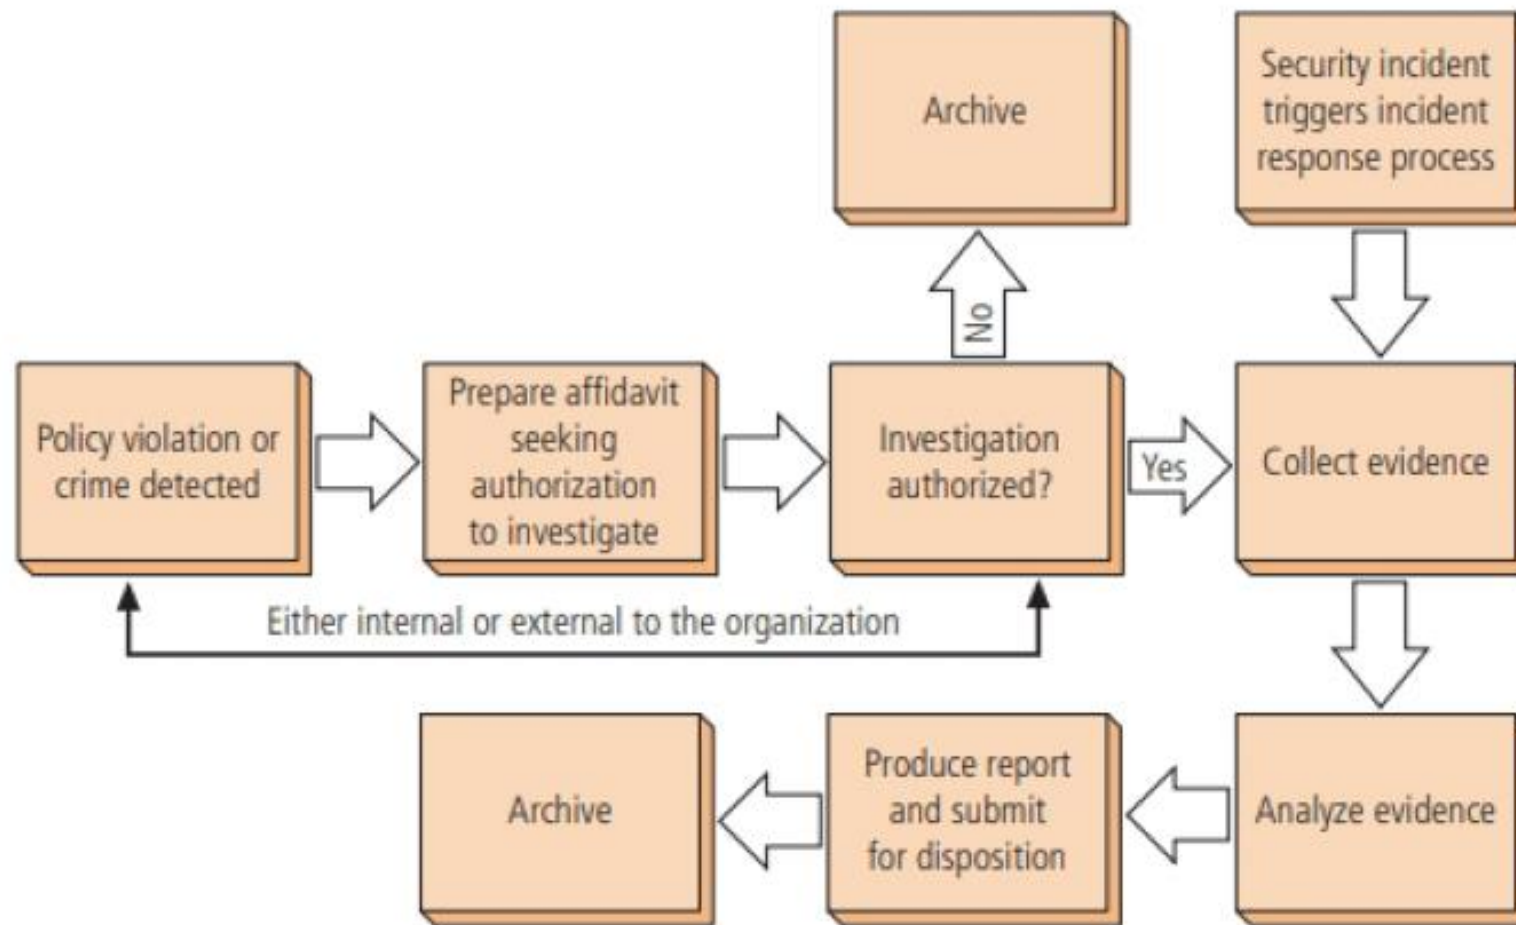 Archive
Security incident
triggers incident
response process
No
Policy violation or
crime detected
Prepare affidavit
seeking
authorization
to investigate
Investigation
authorized?
Yes
Collect evidence
Either internal or external to the organization
Archive
Produce report
and submit
for disposition
Analyze evidence